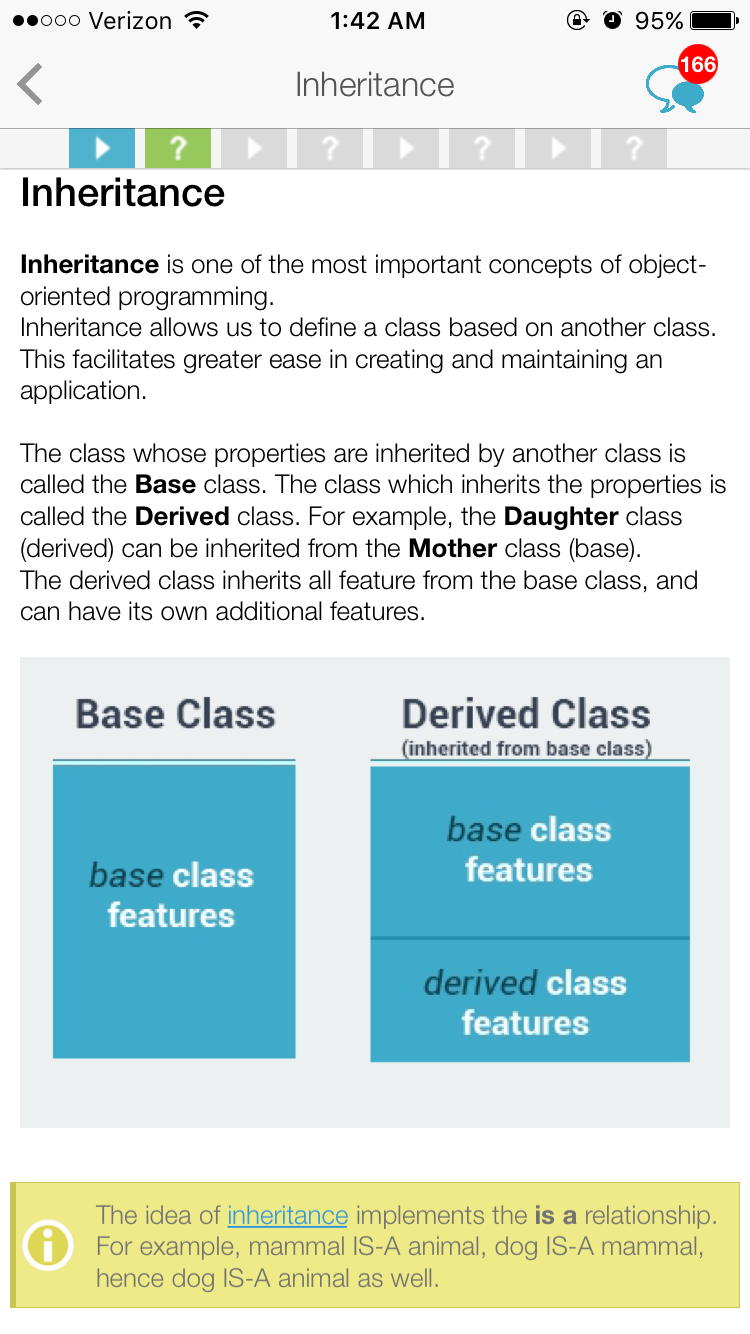 Verizon 1:42 AM 95%
Inheritance 166
? ? ? ?
Inheritance
Inheritance is one of the most important concepts of object-
oriented programming.
Inheritance allows us to define a class based on another class.
This facilitates greater ease in creating and maintaining an
application.
The class whose properties are inherited by another class is
called the Base class. The class which inherits the properties is
called the Derived class. For example, the Daughter class
(derived) can be inherited from the Mother class (base).
The derived class inherits all feature from the base class, and
can have its own additional features.
Base Class
base class
features
Derived Class
(inherited from base class)
base class
features
derived class
features
The idea of inheritance implements the is a relationship.
For example, mammal IS-A animal, dog IS-A mammal,
hence dog IS-A animal as well.